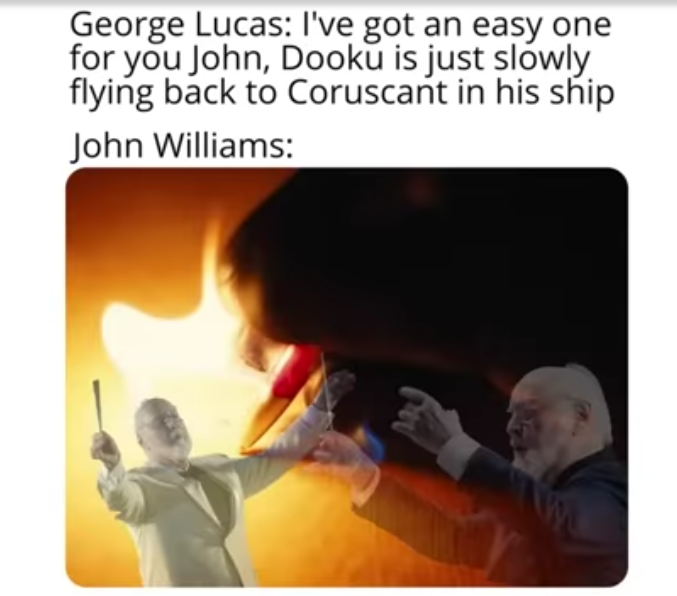 George Lucas: I've got an easy one
for you John, Dooku is just slowly
flying back to Coruscant in his ship
John Williams: